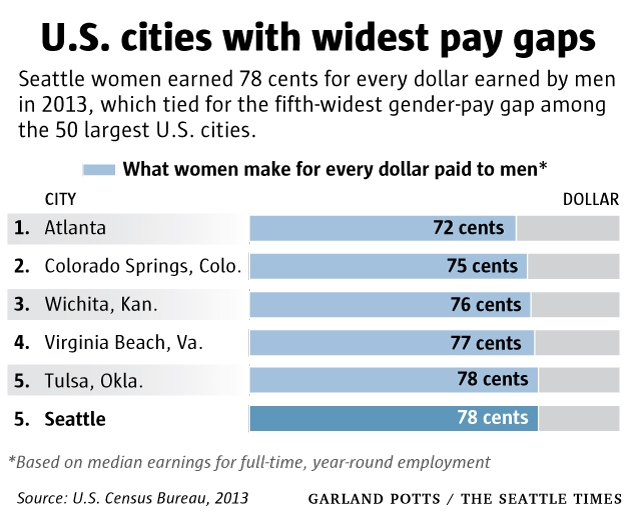 U.S. cities with widest pay gaps
Seattle women earned 78 cents for every dollar earned by men
in 2013, which tied for the fifth-widest gender-pay gap among
the 50 largest U.S. cities.
What women make for every dollar paid to men*
CITY DOLLAR
1. Atlanta 72 cents
2. Colorado Springs, Colo. 75 cents
3. Wichita, Kan. 76 cents
4. Virginia Beach, Va. 77 cents
5. Tulsa, Okla. 78 cents
5. Seattle 78 cents
*Based on median earnings for full-time, year-round employment
Source: U.S. Census Bureau, 2013 GARLAND POTTS / THE SEATTLE TIMES